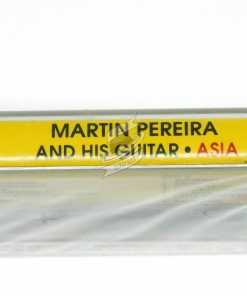 MARTIN PEREIRA
AND HIS GUITAR • ASIA